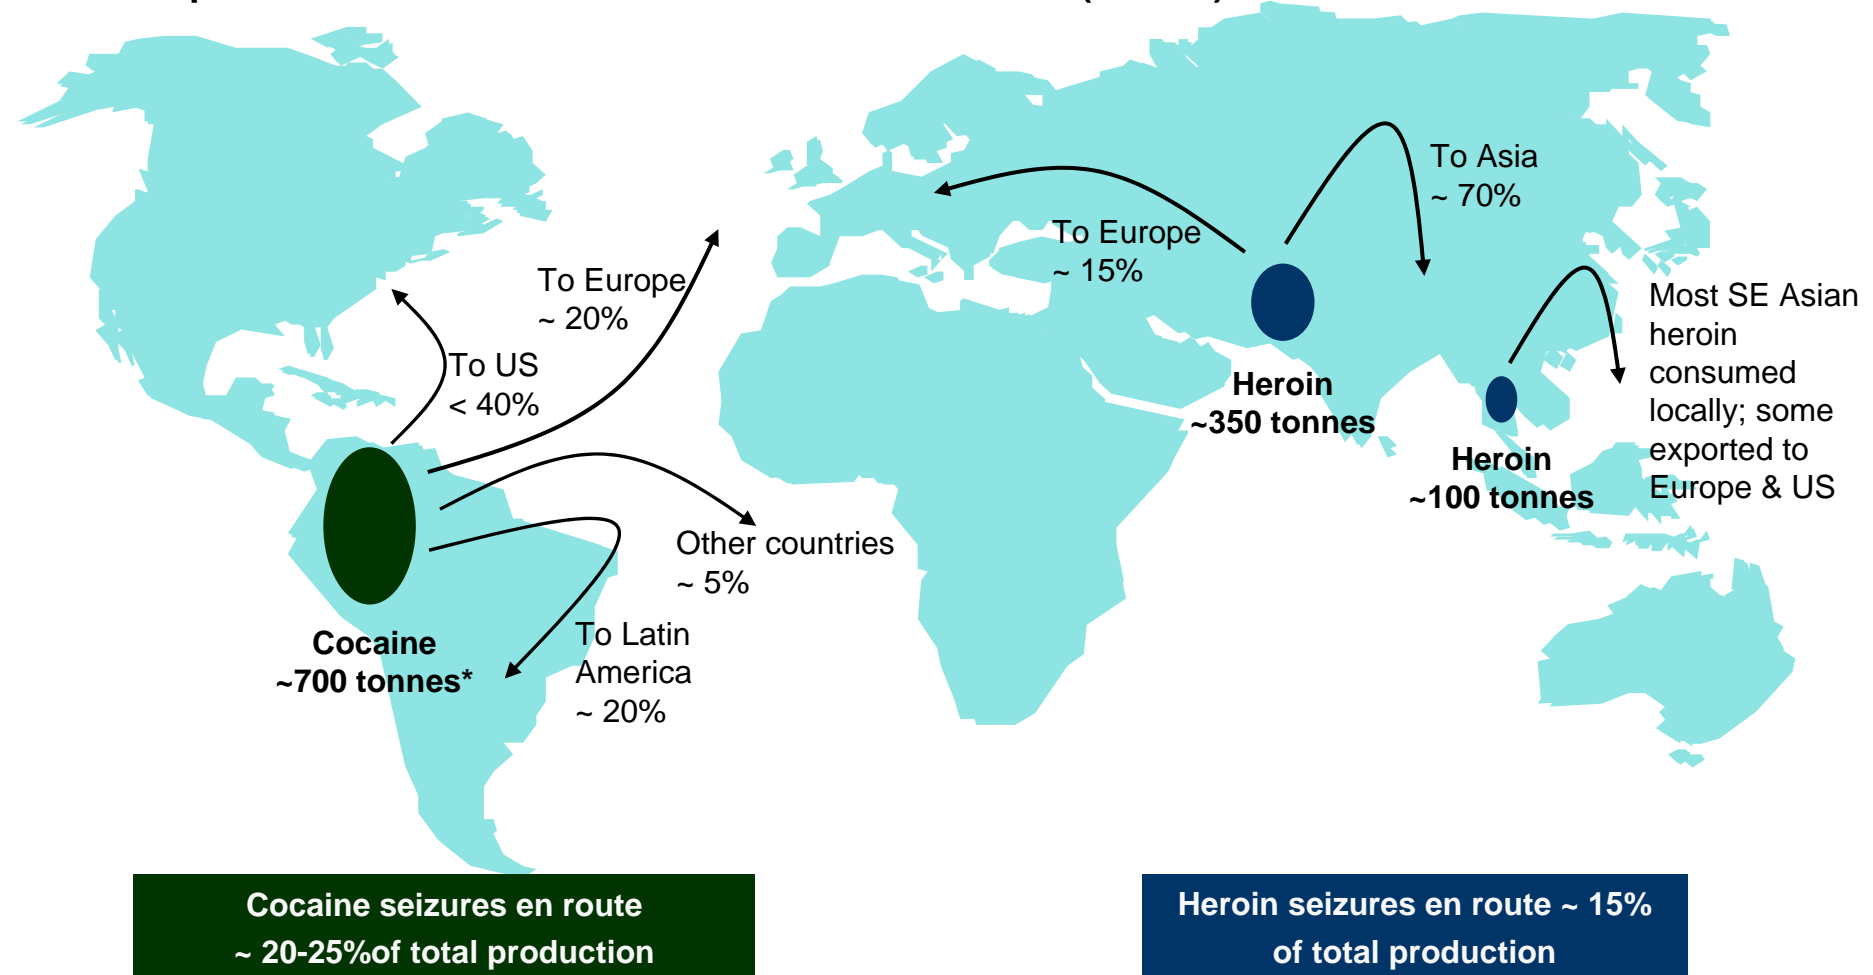 To Asia
~ 70%
To Europe
~ 15%
To Europe
~ 20%
To US
< 40%
Most SE Asian
heroin
consumed
locally; some
exported to
Europe & US
Heroin
~350 tonnes
Heroin
~100 tonnes
Other countries
~ 5%
To Latin
America
~ 20%
Cocaine
~700 tonnes*
Cocaine seizures en route
~ 20-25%of total production
Heroin seizures en route ~ 15%
of total production